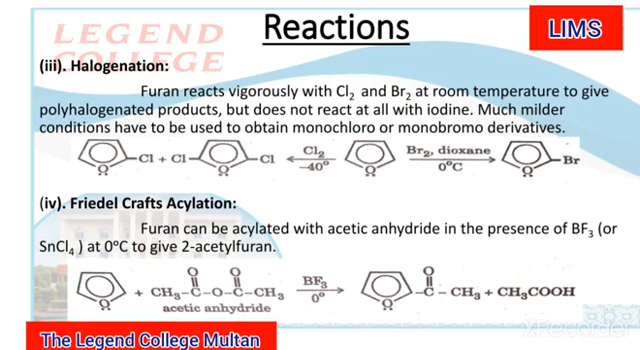 LEGEND
COLLEGE
Reactions
LIMS
(iii). Halogenation:
Furan reacts vigorously with Cl₂ and Br₂ at room temperature to give
polyhalogenated products, but does not react at all with iodine. Much milder
conditions have to be used to obtain monochloro or monobromo derivatives.
O Cl + Cl O Cl Cl₂ -40° O Br₂, dioxane 0°C O Br
(iv). Friedel Crafts Acylation:
Furan can be acylated with acetic anhydride in the presence of BF₃ (or
SnCl₄ ) at 0°C to give 2-acetylfuran.
O O O
O + CH₃-C-O-C-CH₃ BF₃ 0° O -C - CH₃ + CH₃COOH
acetic anhydride
The Legend College Multan
XRecorder